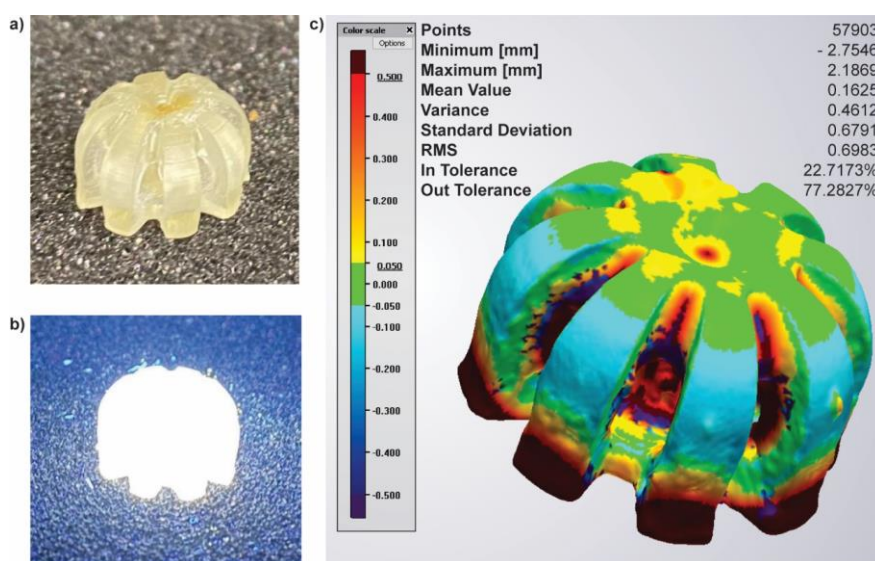 a)
b)
c)
Color scale
x
Options
0.500
0.400
0.300
0.200
0.100
0.050
0.000
-0.050
-0.100
-0.200
-0.300
-0.400
-0.500
Points 57903
Minimum [mm] - 2.7546
Maximum [mm] 2.1869
Mean Value 0.1625
Variance 0.4612
Standard Deviation 0.6791
RMS 0.6983
In Tolerance 22.7173%
Out Tolerance 77.2827%